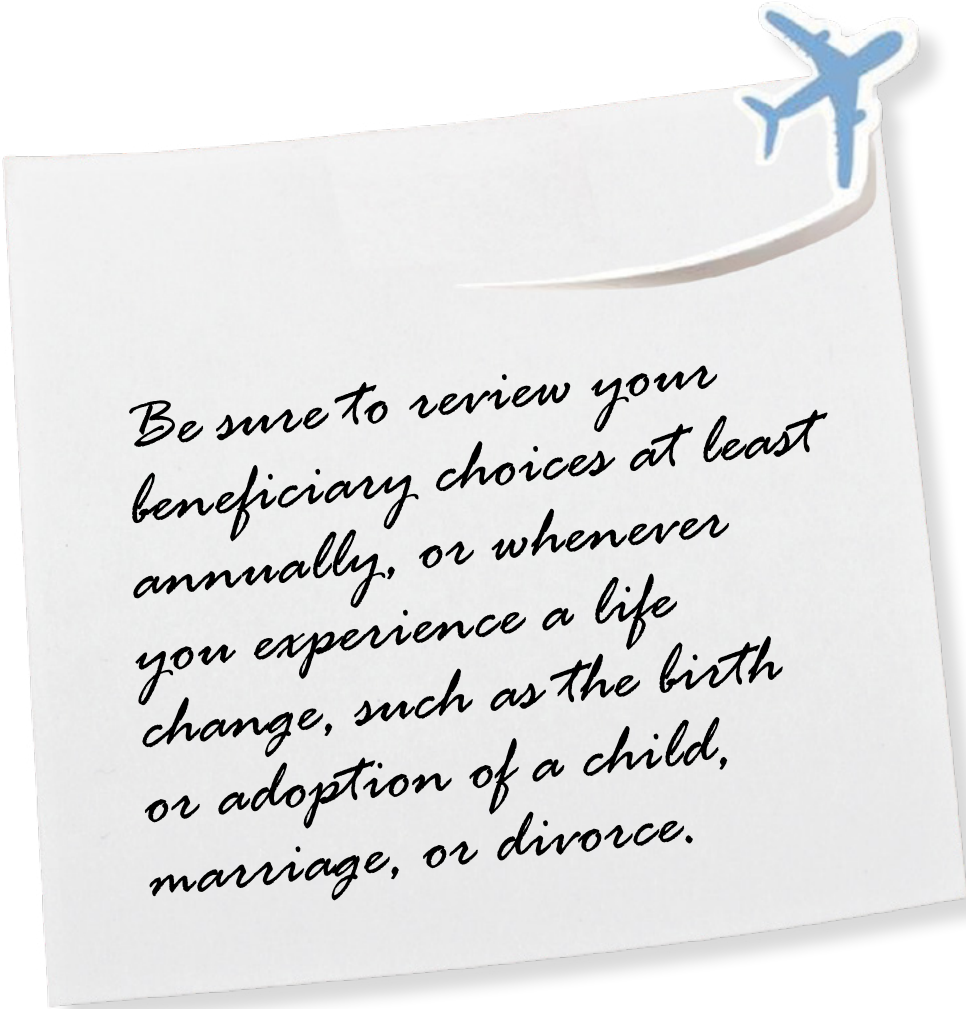 Be sure to review your
beneficiary choices at least
annually, or whenever
you experience a life
change, such as the birth
or adoption of a child,
marriage, or divorce.